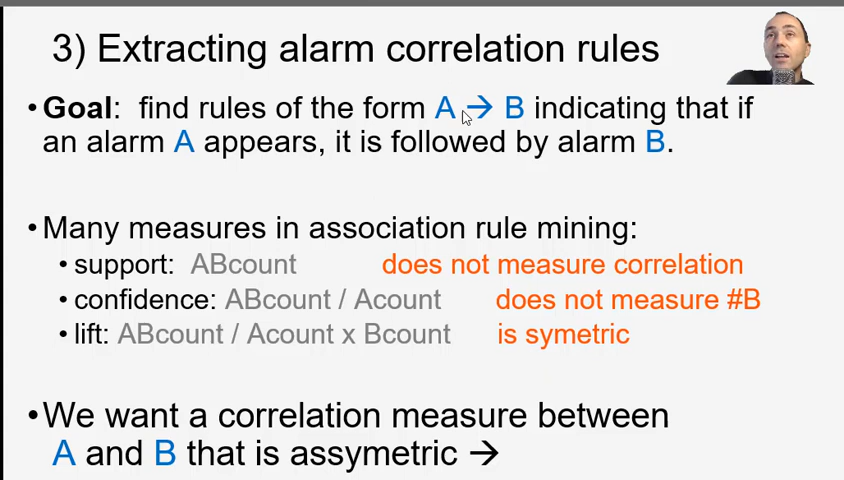 3) Extracting alarm correlation rules
•Goal: find rules of the form A → B indicating that if
an alarm A appears, it is followed by alarm B.
•Many measures in association rule mining:
•support: ABcount does not measure correlation
•confidence: ABcount / Acount does not measure #B
•lift: ABcount / Acount x Bcount is symetric
•We want a correlation measure between
A and B that is assymetric →